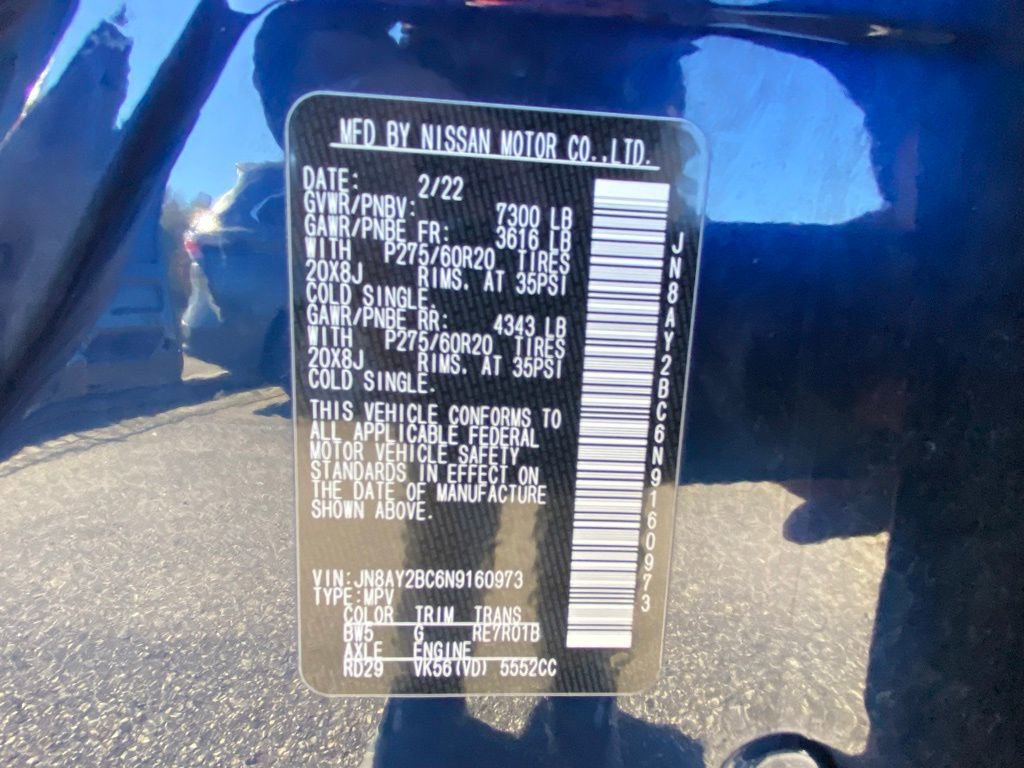 MFD BY NISSAN MOTOR CO.,LTD.
DATE: 2/22
GVWR/PNBV: 7300 LB
GAWR/PNBE FR: 3616 LB
WITH P275/60R20 TIRES
20X8J RIMS. AT 35PSI
COLD SINGLE.
GAWR/PNBE RR: 4343 LB
WITH P275/60R20 TIRES
20X8J RIMS. AT 35PSI
COLD SINGLE.
THIS VEHICLE CONFORMS TO
ALL APPLICABLE FEDERAL
MOTOR VEHICLE SAFETY
STANDARDS IN EFFECT ON
THE DATE OF MANUFACTURE
SHOWN ABOVE.
VIN:JN8AY2BC6N9160973
TYPE:MPV
COLOR TRIM TRANS
BW5 G RE7R01B
AXLE ENGINE
RD29 VK56(VD) 5552CC
JN8AY2BC6N9160973